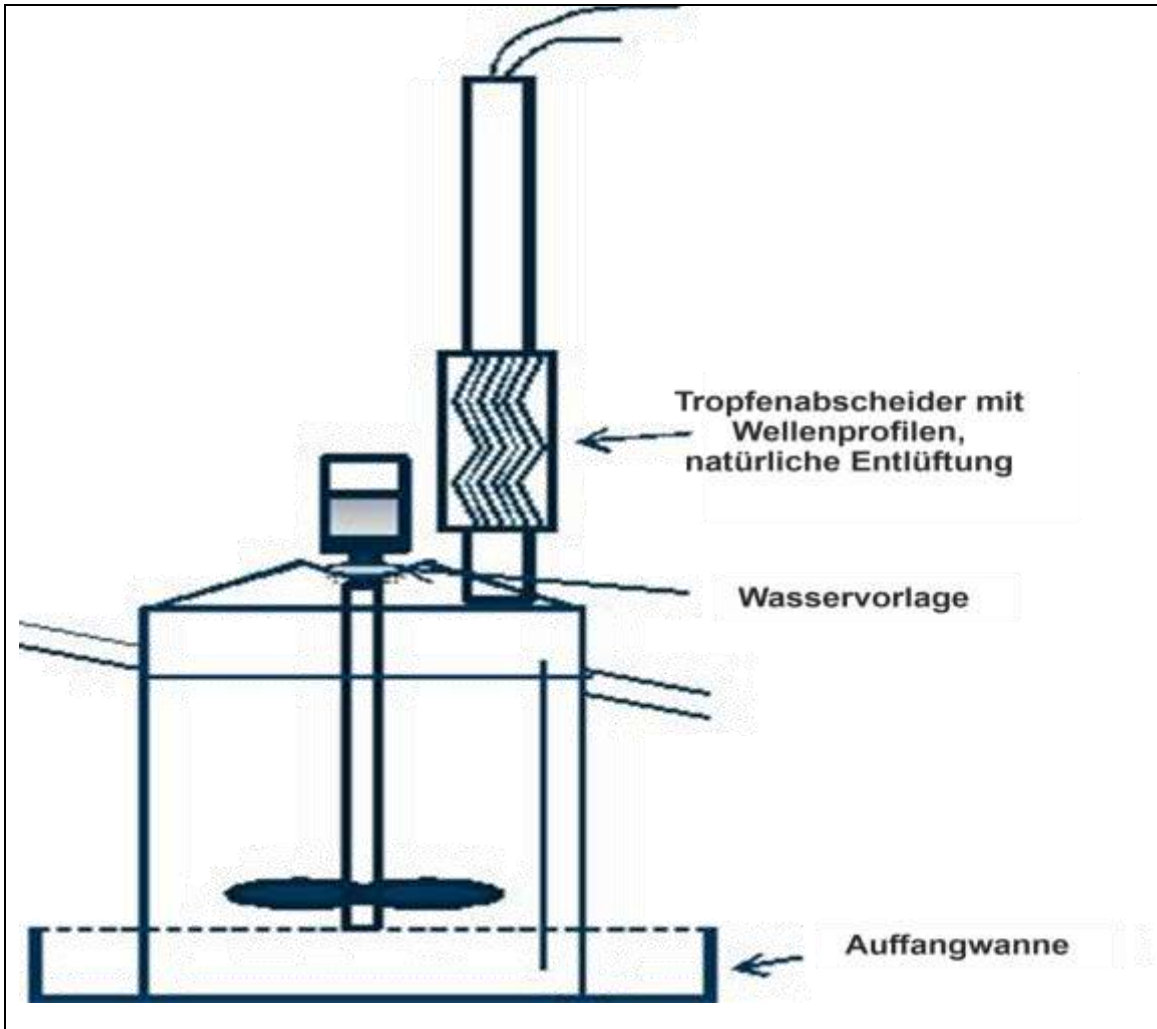 Tropfenabscheider mit
Wellenprofilen,
natürliche Entlüftung
Wasservorlage
Auffangwanne